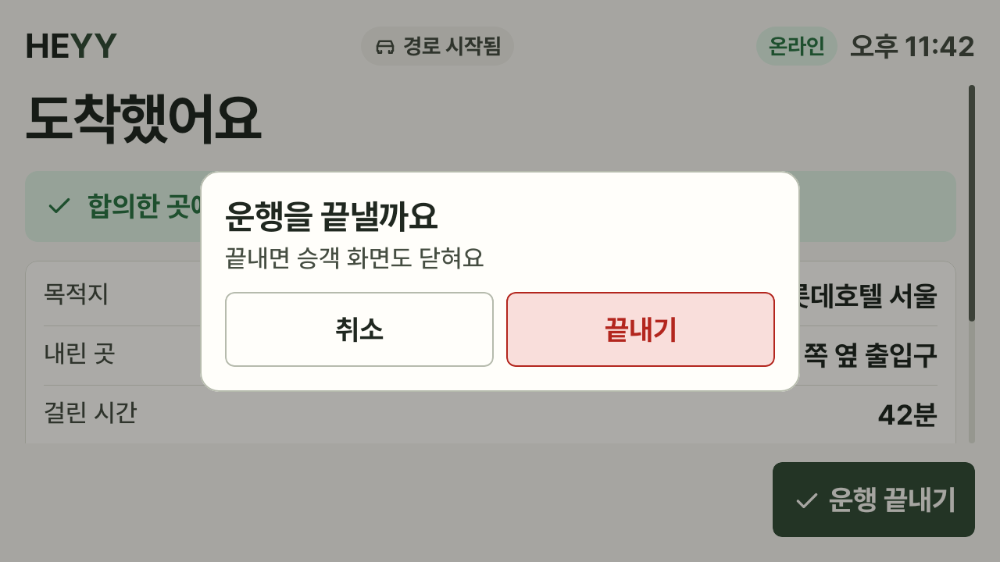 HEYY
경로 시작됨
온라인
오후 11:42
도착했어요
합의한 곳에
운행을 끝낼까요
끝내면 승객 화면도 닫혀요
취소
끝내기
목적지
롯데호텔 서울
내린 곳
쪽 옆 출입구
걸린 시간
42분
운행 끝내기